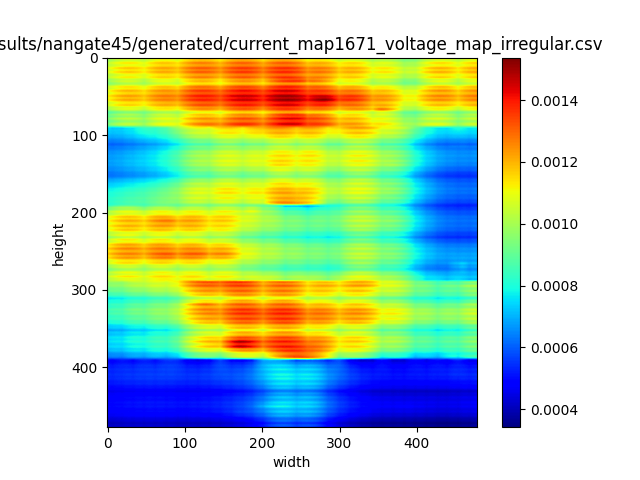 sults/nangate45/generated/current_map1671_voltage_map_irregular.csv
0
100
200
300
400
height
0 100 200 300 400
width
0.0014
0.0012
0.0010
0.0008
0.0006
0.0004